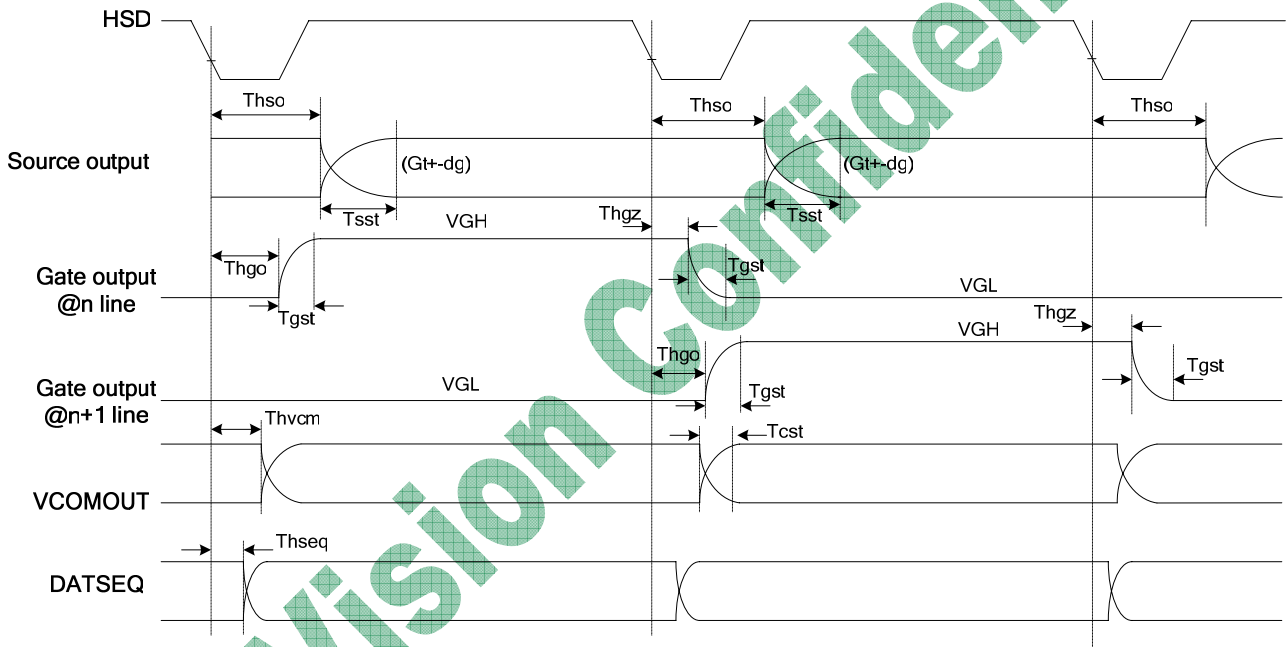 HSD
Thso
Thso
Thso
Source output
(Gt+-dg)
(Gt+-dg)
Tsst
Tsst
VGH
Thgz
Thgo
Tgst
Gate output
@n line
Tgst
VGL
Thgz
VGH
Thgo
Tgst
Gate output
@n+1 line
VGL
Tgst
Thvcm
Tcst
VCOMOUT
Thseq
DATSEQ
Vision Confiden